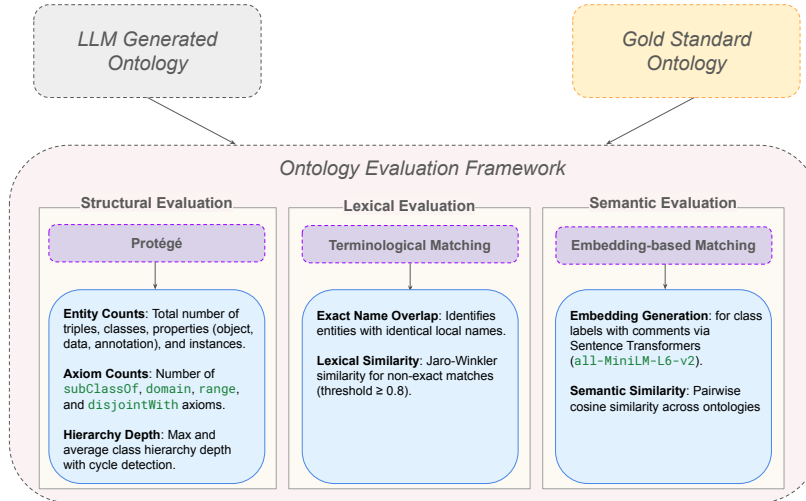 LLM Generated
Ontology
Gold Standard
Ontology
Ontology Evaluation Framework
Structural Evaluation
Protégé
Entity Counts: Total number of
triples, classes, properties (object,
data, annotation), and instances.
Axiom Counts: Number of
subClassOf, domain, range,
and disjointWith axioms.
Hierarchy Depth: Max and
average class hierarchy depth
with cycle detection.
Lexical Evaluation
Terminological Matching
Exact Name Overlap: Identifies
entities with identical local names.
Lexical Similarity: Jaro-Winkler
similarity for non-exact matches
(threshold ≥ 0.8).
Semantic Evaluation
Embedding-based Matching
Embedding Generation: for class
labels with comments via
Sentence Transformers
(all-MiniLM-L6-v2).
Semantic Similarity: Pairwise
cosine similarity across ontologies